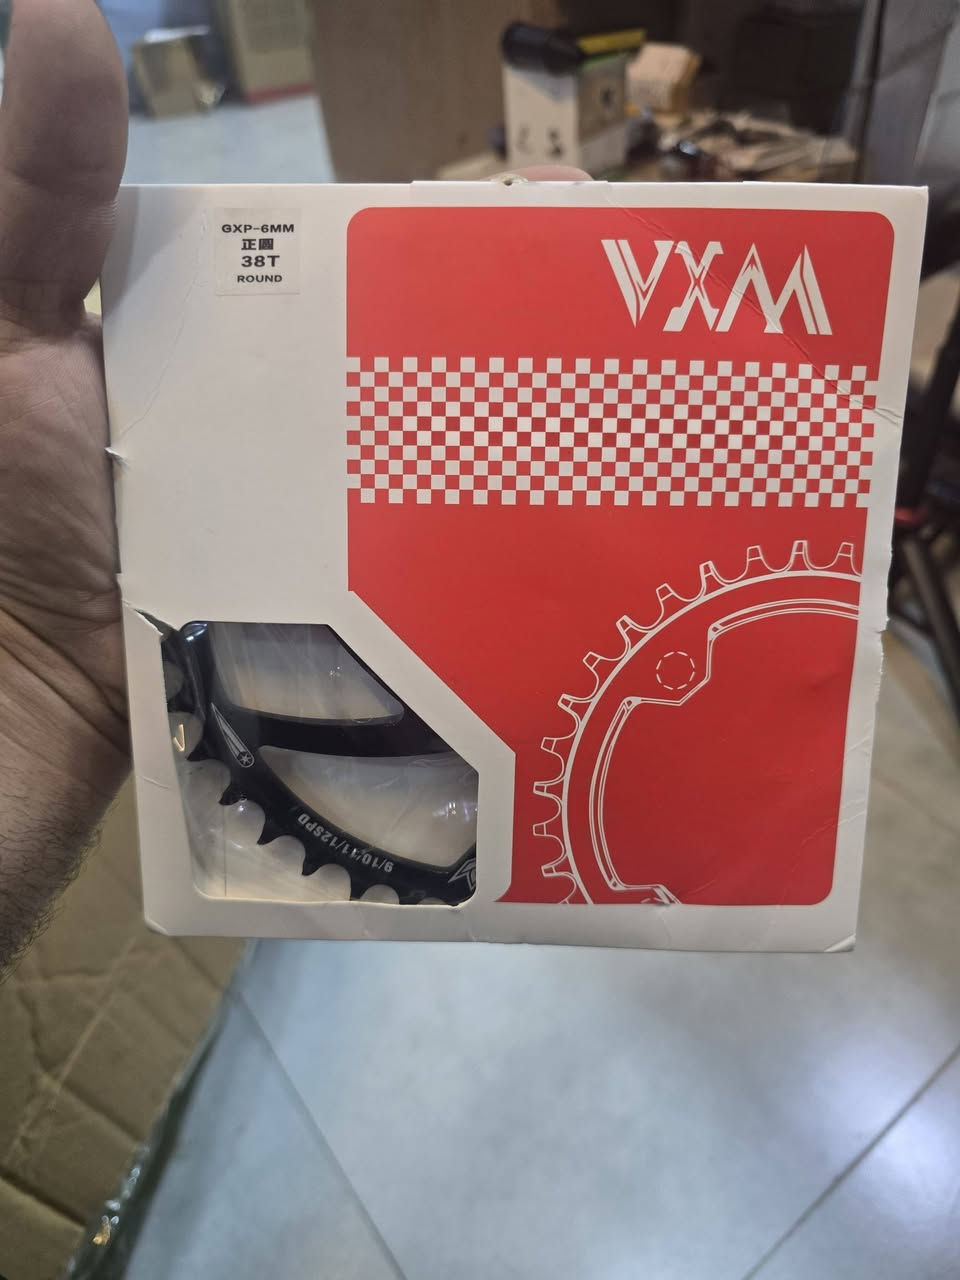 GXP-6MM
正圓
38T
ROUND
VXM
9/10/11/12SPD